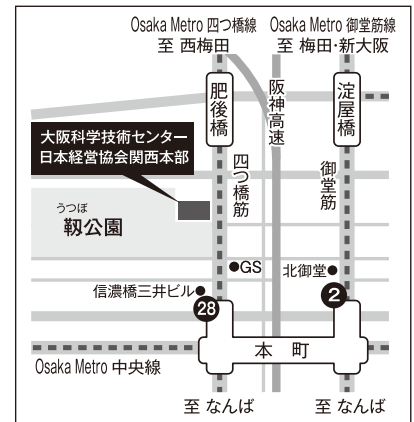 Osaka Metro 四つ橋線
至 西梅田
Osaka Metro 御堂筋線
至 梅田・新大阪
肥後橋
阪神高速
淀屋橋
大阪科学技術センター
日本経営協会関西本部
四つ橋筋
御堂筋
うつぼ
靱公園
GS
北御堂
信濃橋三井ビル
28
2
本町
Osaka Metro 中央線
至 なんば
至 なんば